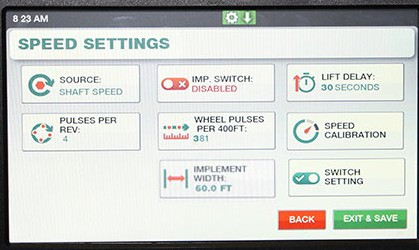 8 23 AM
SPEED SETTINGS
SOURCE:
SHAFT SPEED
IMP. SWITCH:
DISABLED
LIFT DELAY:
30 SECONDS
PULSES PER
REV:
4
WHEEL PULSES
PER 400FT:
381
SPEED
CALIBRATION
IMPLEMENT
WIDTH:
60.0 FT
SWITCH
SETTING
BACK
EXIT & SAVE